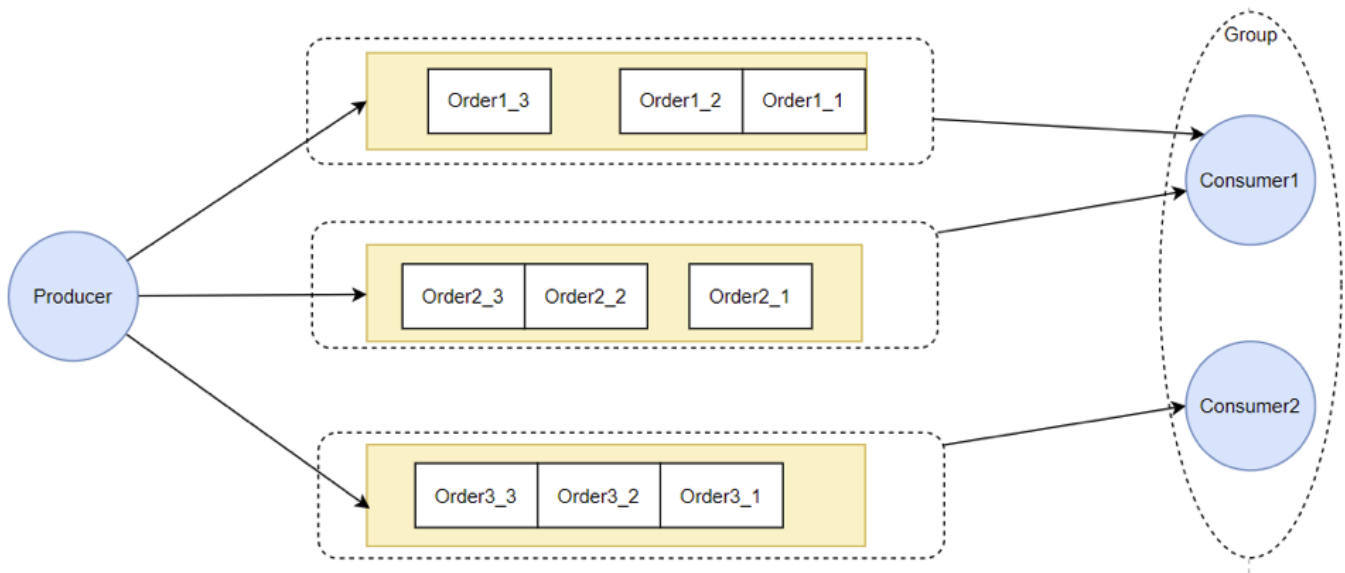 Group
Order1_3
Order1_2
Order1_1
Consumer1
Producer
Order2_3
Order2_2
Order2_1
Consumer2
Order3_3
Order3_2
Order3_1